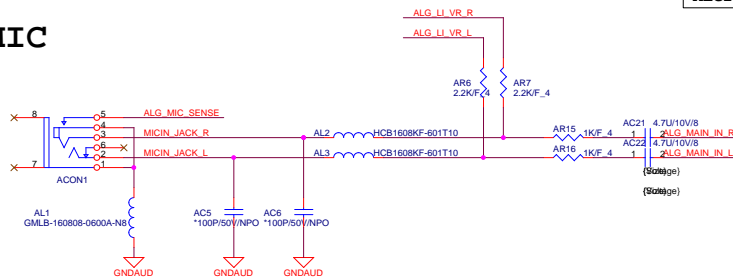 ALG_LI_VR_R
ALG_LI_VR_L
MIC
AR6
2.2K/F_4
AR7
2.2K/F_4
8
5
ALG_MIC_SENSE
4
3
MICIN_JACK_R
AL2
HCB1608KF-601T10
AR15
1K/F_4
AC21
4.7U/10V/8
1
2
ALG_MAIN_IN_R
6
2
MICIN_JACK_L
AL3
HCB1608KF-601T10
AR16
1K/F_4
AC22
4.7U/10V/8
1
2
ALG_MAIN_IN_L
7
1
ACON1
AL1
GMLB-160808-0600A-N8
AC5
*100P/50V/NPO
AC6
*100P/50V/NPO
GNDAUD
GNDAUD
GNDAUD